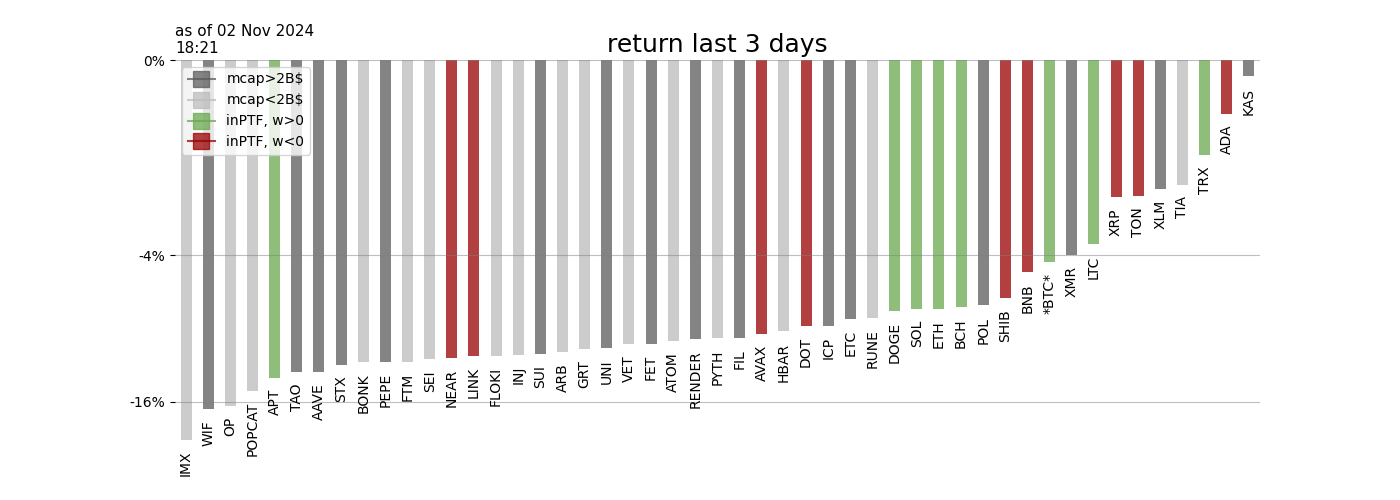 as of 02 Nov 2024
18:21
return last 3 days
0%
-4%
-16%
mcap>2B$
mcap<2B$
inPTF, w>0
inPTF, w<0
IMX
WIF
OP
POPCAT
APT
TAO
AAVE
STX
BONK
PEPE
FTM
SEI
NEAR
LINK
FLOKI
INJ
SUI
ARB
GRT
UNI
VET
FET
ATOM
RENDER
PYTH
FIL
AVAX
HBAR
DOT
ICP
ETC
RUNE
DOGE
SOL
ETH
BCH
POL
SHIB
BNB
*BTC*
XMR
LTC
XRP
TON
XLM
TIA
TRX
ADA
KAS